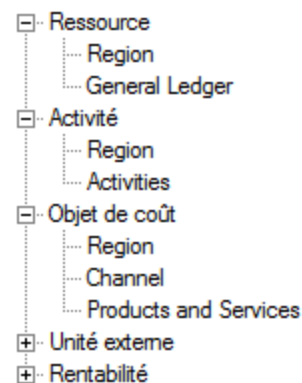 Ressource
Region
General Ledger
Activité
Region
Activities
Objet de coût
Region
Channel
Products and Services
Unité externe
Rentabilité